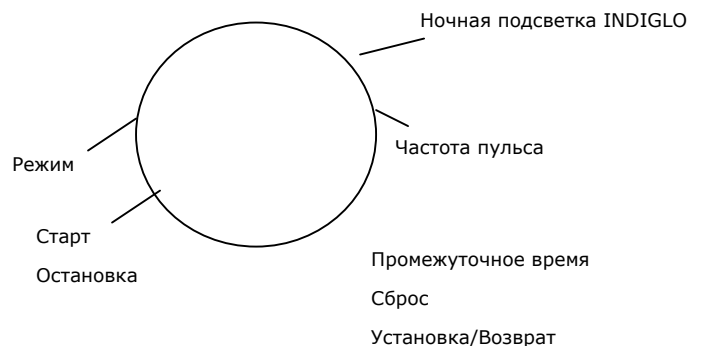 Ночная подсветка INDIGLO
Частота пульса
Режим
Старт
Остановка
Промежуточное время
Сброс
Установка/Возврат